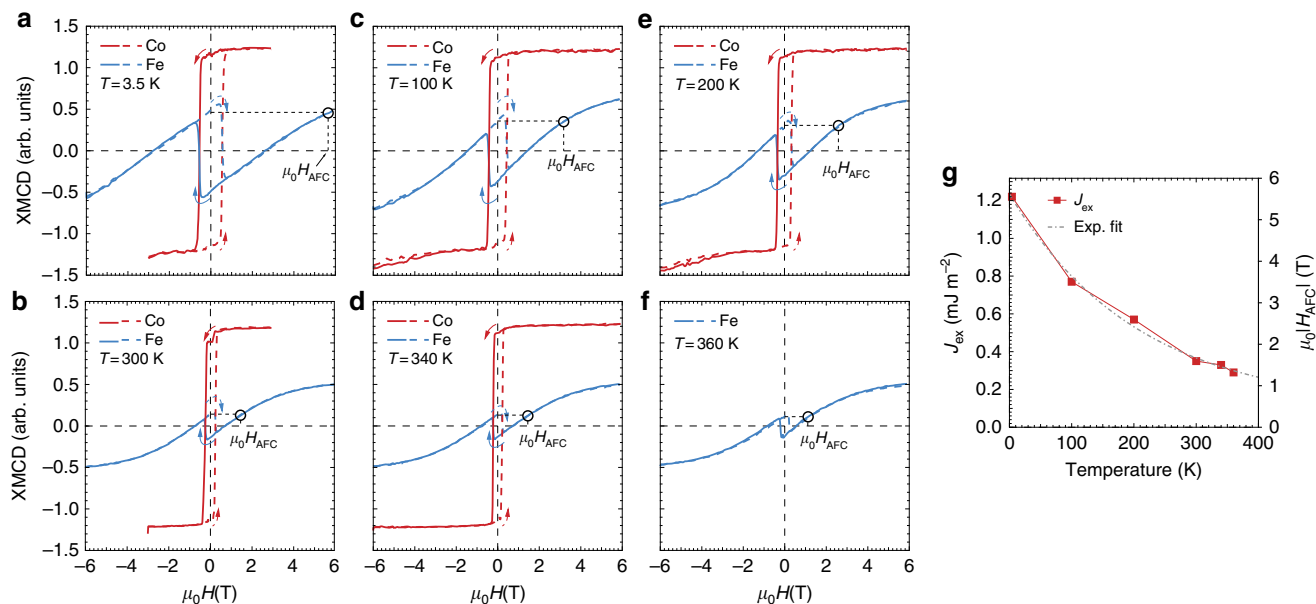 a
1.5
1.0
0.5
0.0
−0.5
−1.0
−1.5
XMCD (arb. units)
Co
Fe
T = 3.5 K
μ0HAFC
c
Co
Fe
T = 100 K
μ0HAFC
e
Co
Fe
T = 200 K
μ0HAFC
b
1.5
1.0
0.5
0.0
−0.5
−1.0
−1.5
XMCD (arb. units)
Co
Fe
T = 300 K
μ0HAFC
−6 −4 −2 0 2 4 6
μ0H(T)
d
Co
Fe
T = 340 K
μ0HAFC
−6 −4 −2 0 2 4 6
μ0H(T)
f
Fe
T = 360 K
μ0HAFC
−6 −4 −2 0 2 4 6
μ0H(T)
g
1.2
1.0
0.8
0.6
0.4
0.2
0.0
Jex (mJ m−2)
Jex
Exp. fit
6
5
4
3
2
1
0
μ0|HAFC| (T)
0 100 200 300 400
Temperature (K)